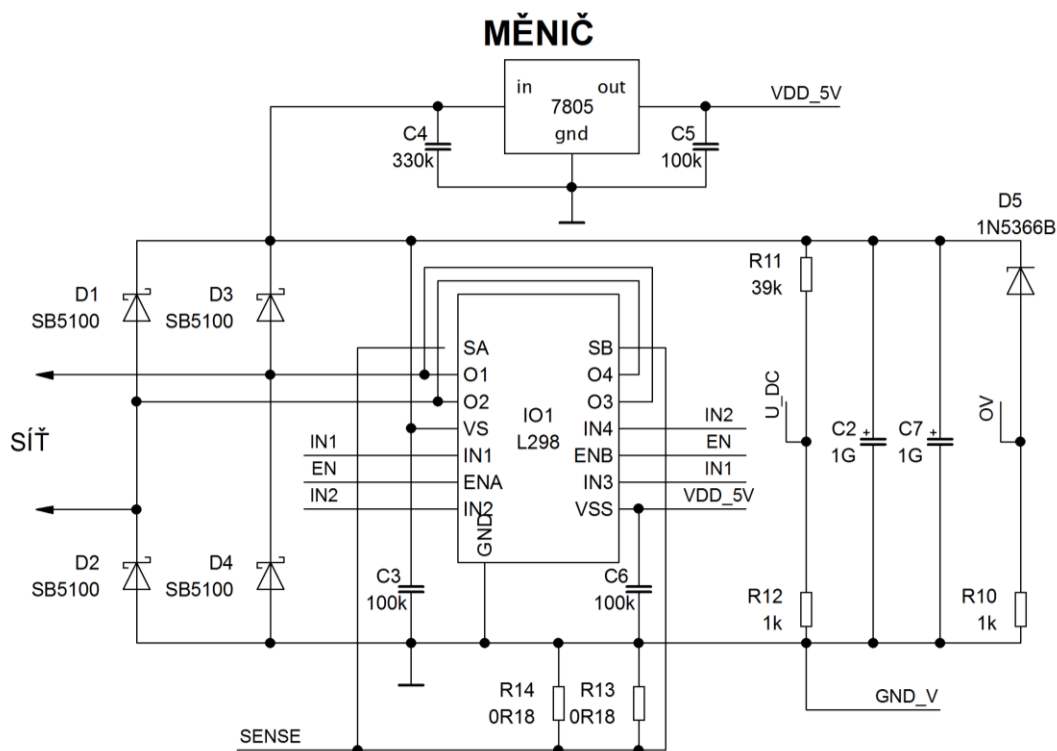 MĚNIČ
in out
7805
gnd
VDD_5V
C4
330k
C5
100k
D5
1N5366B
D1
SB5100
D3
SB5100
R11
39k
SA
SB
O1
O4
O2
O3
IO1
L298
VS
IN4
IN2
IN1
IN1
ENB
EN
EN
ENA
IN3
IN1
IN2
IN2
VSS
VDD_5V
GND
SÍŤ
U_DC
C2
1G
C7
1G
OV
D2
SB5100
D4
SB5100
C3
100k
C6
100k
R12
1k
R10
1k
R14
0R18
R13
0R18
GND_V
SENSE